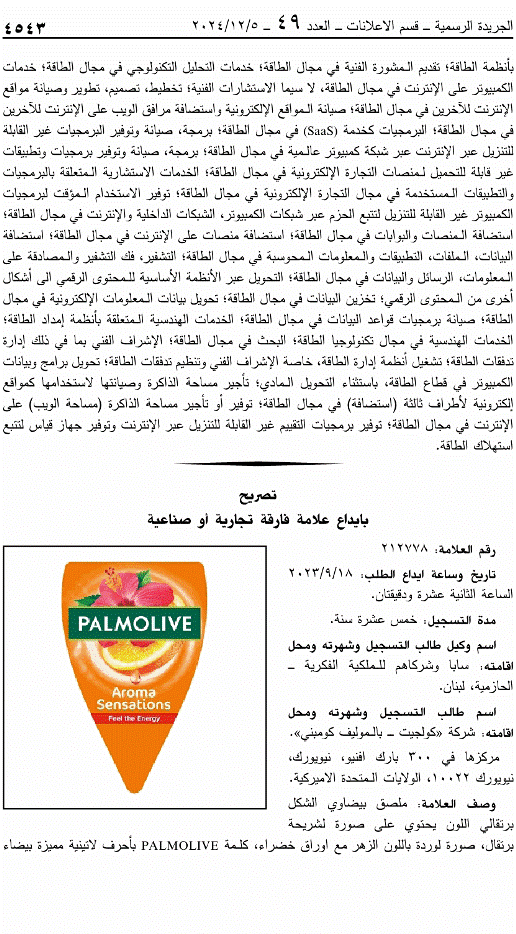 الجريدة الرسمية ــ قسم الاعلانات ــ العدد ٤٩ ــ ٢٠٢٤/١٢/٥
٤٥٤٣
بأنظمة الطاقة؛ تقديم المشورة الفنية في مجال الطاقة؛ خدمات التحليل التكنولوجي في مجال الطاقة؛ خدمات
الكمبيوتر على الإنترنت في مجال الطاقة، لا سيما الاستشارات الفنية؛ تخطيط، تصميم، تطوير وصيانة مواقع
الإنترنت للآخرين في مجال الطاقة؛ صيانة المواقع الإلكترونية واستضافة مرافق الويب على الإنترنت للآخرين
في مجال الطاقة؛ البرمجيات كخدمة (SaaS) في مجال الطاقة؛ برمجة، صيانة وتوفير البرمجيات غير القابلة
للتنزيل عبر الإنترنت عبر شبكة كمبيوتر عالمية في مجال الطاقة؛ برمجة، صيانة وتوفير برمجيات وتطبيقات
غير قابلة للتحميل لمنصات التجارة الإلكترونية في مجال الطاقة؛ الخدمات الاستشارية المتعلقة بالبرمجيات
والتطبيقات المستخدمة في مجال التجارة الإلكترونية في مجال الطاقة؛ توفير الاستخدام المؤقت لبرمجيات
الكمبيوتر غير القابلة للتنزيل لتتبع الحزم عبر شبكات الكمبيوتر، الشبكات الداخلية والإنترنت في مجال الطاقة؛
استضافة المنصات والبوابات في مجال الطاقة؛ استضافة منصات على الإنترنت في مجال الطاقة؛ استضافة
البيانات، الملفات، التطبيقات والمعلومات المحوسبة في مجال الطاقة؛ التشفير، فك التشفير والمصادقة على
المعلومات، الرسائل والبيانات في مجال الطاقة؛ التحويل عبر الأنظمة الأساسية للمحتوى الرقمي الى أشكال
أخرى من المحتوى الرقمي؛ تخزين البيانات في مجال الطاقة؛ تحويل بيانات المعلومات الإلكترونية في مجال
الطاقة؛ صيانة برمجيات قواعد البيانات في مجال الطاقة؛ الخدمات الهندسية المتعلقة بأنظمة إمداد الطاقة؛
الخدمات الهندسية في مجال تكنولوجيا الطاقة؛ البحث في مجال الطاقة؛ الإشراف الفني بما في ذلك إدارة
تدفقات الطاقة؛ تشغيل أنظمة إدارة الطاقة، خاصة الإشراف الفني وتنظيم تدفقات الطاقة؛ تحويل برامج وبيانات
الكمبيوتر في قطاع الطاقة، باستثناء التحويل المادي؛ تأجير مساحة الذاكرة وصيانتها لاستخدامها كمواقع
إلكترونية لأطراف ثالثة (استضافة) في مجال الطاقة؛ توفير أو تأجير مساحة الذاكرة (مساحة الويب) على
الإنترنت في مجال الطاقة؛ توفير برمجيات التقييم غير القابلة للتنزيل عبر الإنترنت وتوفير جهاز قياس لتتبع
استهلاك الطاقة.
تصريح
بايداع علامة فارقة تجارية أو صناعية
رقم العلامة: ٢١٢٧٧٨
تاريخ وساعة ايداع الطلب: ٢٠٢٣/٩/١٨
الساعة الثانية عشرة ودقيقتان.
مدة التسجيل: خمس عشرة سنة.
اسم وكيل طالب التسجيل وشهرته ومحل
اقامته: سابا وشركاهم للملكية الفكرية ــ
الحازمية، لبنان.
اسم طالب التسجيل وشهرته ومحل
اقامته: شركة «كولجيت ــ بالموليف كومبني».
مركزها في ٣٠٠ بارك افنيو، نيويورك،
نيويورك ١٠٠٢٢، الولايات المتحدة الاميركية.
وصف العلامة: ملصق بيضاوي الشكل
برتقالي اللون يحتوي على صورة لشريحة
برتقال، صورة لوردة باللون الزهر مع اوراق خضراء، كلمة PALMOLIVE بأحرف لاتينية مميزة بيضاء
PALMOLIVE
Aroma
Sensations
Feel the Energy